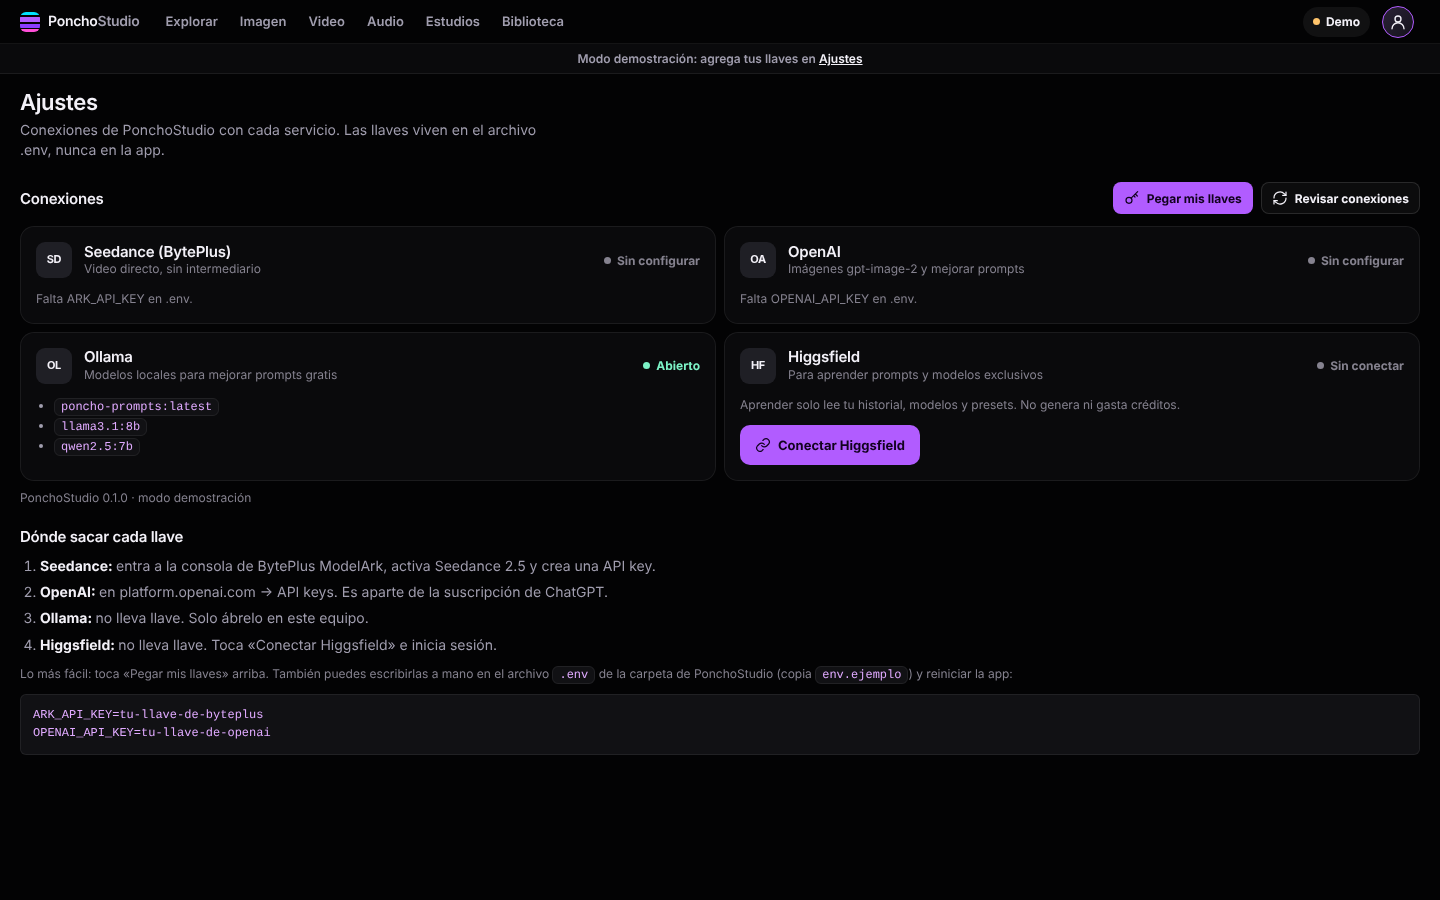 PonchoStudio Explorar Imagen Video Audio Estudios Biblioteca Demo
Modo demostración: agrega tus llaves en Ajustes
Ajustes
Conexiones de PonchoStudio con cada servicio. Las llaves viven en el archivo
.env, nunca en la app.
Conexiones
Pegar mis llaves
Revisar conexiones
SD
Seedance (BytePlus)
Video directo, sin intermediario
Sin configurar
Falta ARK_API_KEY en .env.
OA
OpenAI
Imágenes gpt-image-2 y mejorar prompts
Sin configurar
Falta OPENAI_API_KEY en .env.
OL
Ollama
Modelos locales para mejorar prompts gratis
Abierto
• poncho-prompts:latest
• llama3.1:8b
• qwen2.5:7b
HF
Higgsfield
Para aprender prompts y modelos exclusivos
Sin conectar
Aprender solo lee tu historial, modelos y presets. No genera ni gasta créditos.
Conectar Higgsfield
PonchoStudio 0.1.0 · modo demostración
Dónde sacar cada llave
1. Seedance: entra a la consola de BytePlus ModelArk, activa Seedance 2.5 y crea una API key.
2. OpenAI: en platform.openai.com → API keys. Es aparte de la suscripción de ChatGPT.
3. Ollama: no lleva llave. Solo ábrelo en este equipo.
4. Higgsfield: no lleva llave. Toca «Conectar Higgsfield» e inicia sesión.
Lo más fácil: toca «Pegar mis llaves» arriba. También puedes escribirlas a mano en el archivo .env de la carpeta de PonchoStudio (copia env.ejemplo) y reiniciar la app:
ARK_API_KEY=tu-llave-de-byteplus
OPENAI_API_KEY=tu-llave-de-openai